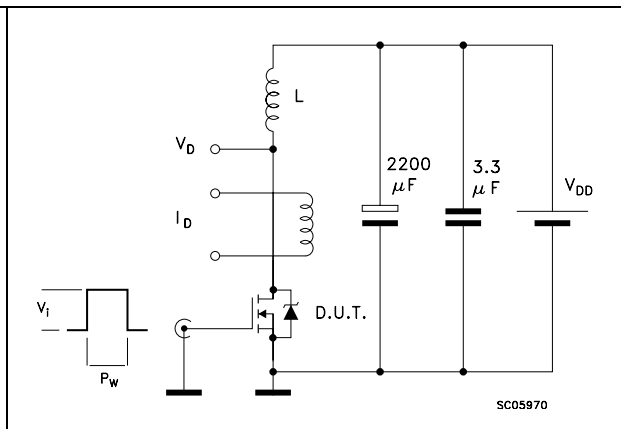 L
V_D
2200
μF
3.3
μF
V_DD
I_D
V_i
D.U.T.
P_W
SC05970